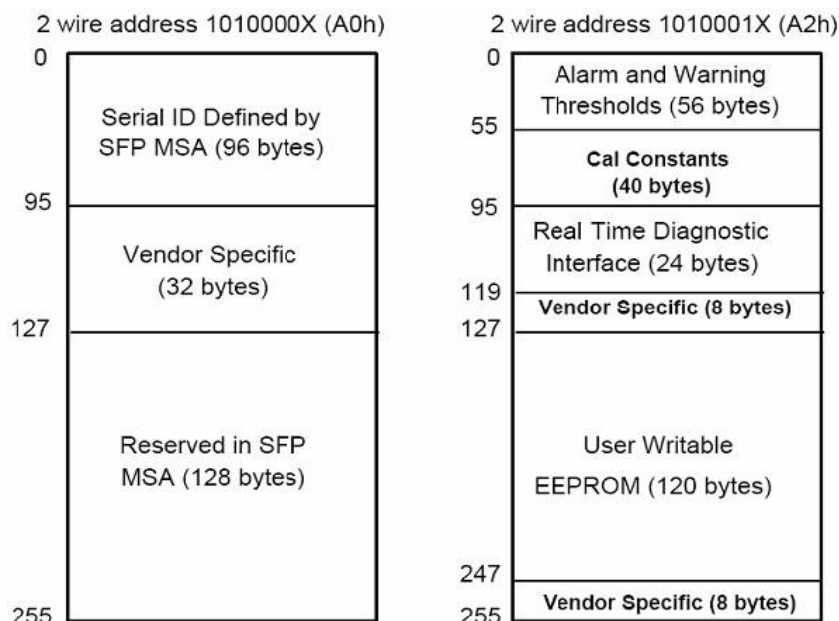 2 wire address 1010000X (A0h)
0
Serial ID Defined by
SFP MSA (96 bytes)
95
Vendor Specific
(32 bytes)
127
Reserved in SFP
MSA (128 bytes)
255
2 wire address 1010001X (A2h)
0
Alarm and Warning
Thresholds (56 bytes)
55
Cal Constants
(40 bytes)
95
Real Time Diagnostic
Interface (24 bytes)
119
Vendor Specific (8 bytes)
127
User Writable
EEPROM (120 bytes)
247
Vendor Specific (8 bytes)
255